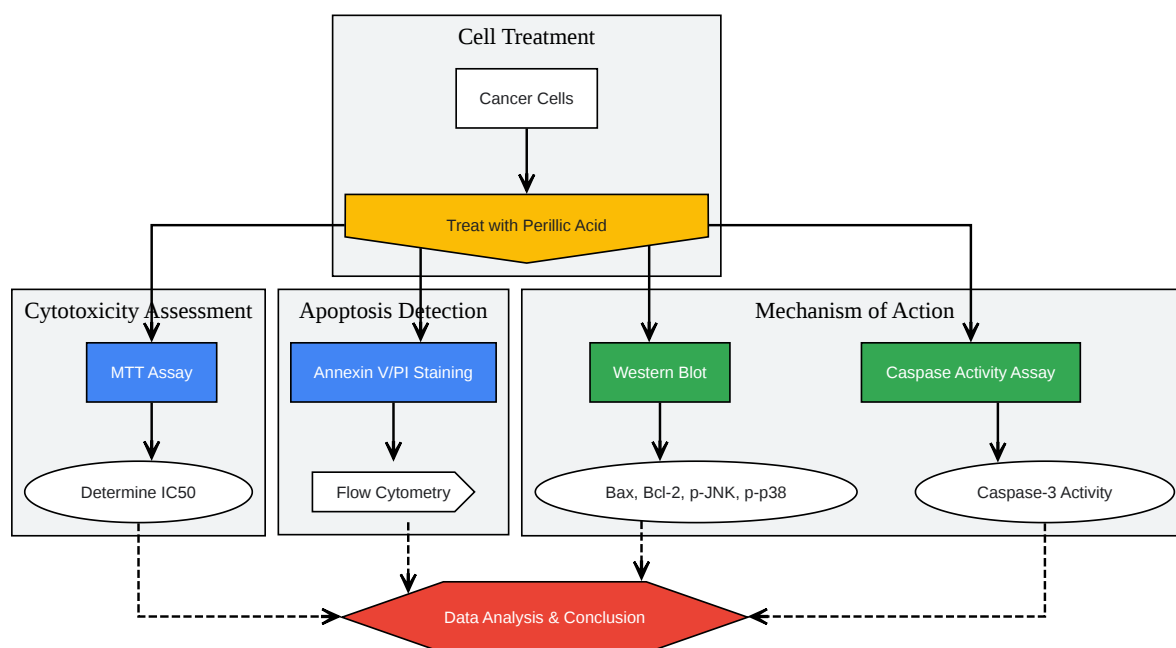 Cell Treatment
Cancer Cells
Treat with Perillic Acid
Cytotoxicity Assessment
Apoptosis Detection
Mechanism of Action
MTT Assay
Annexin V/PI Staining
Western Blot
Caspase Activity Assay
Determine IC50
Flow Cytometry
Bax, Bcl-2, p-JNK, p-p38
Caspase-3 Activity
Data Analysis & Conclusion